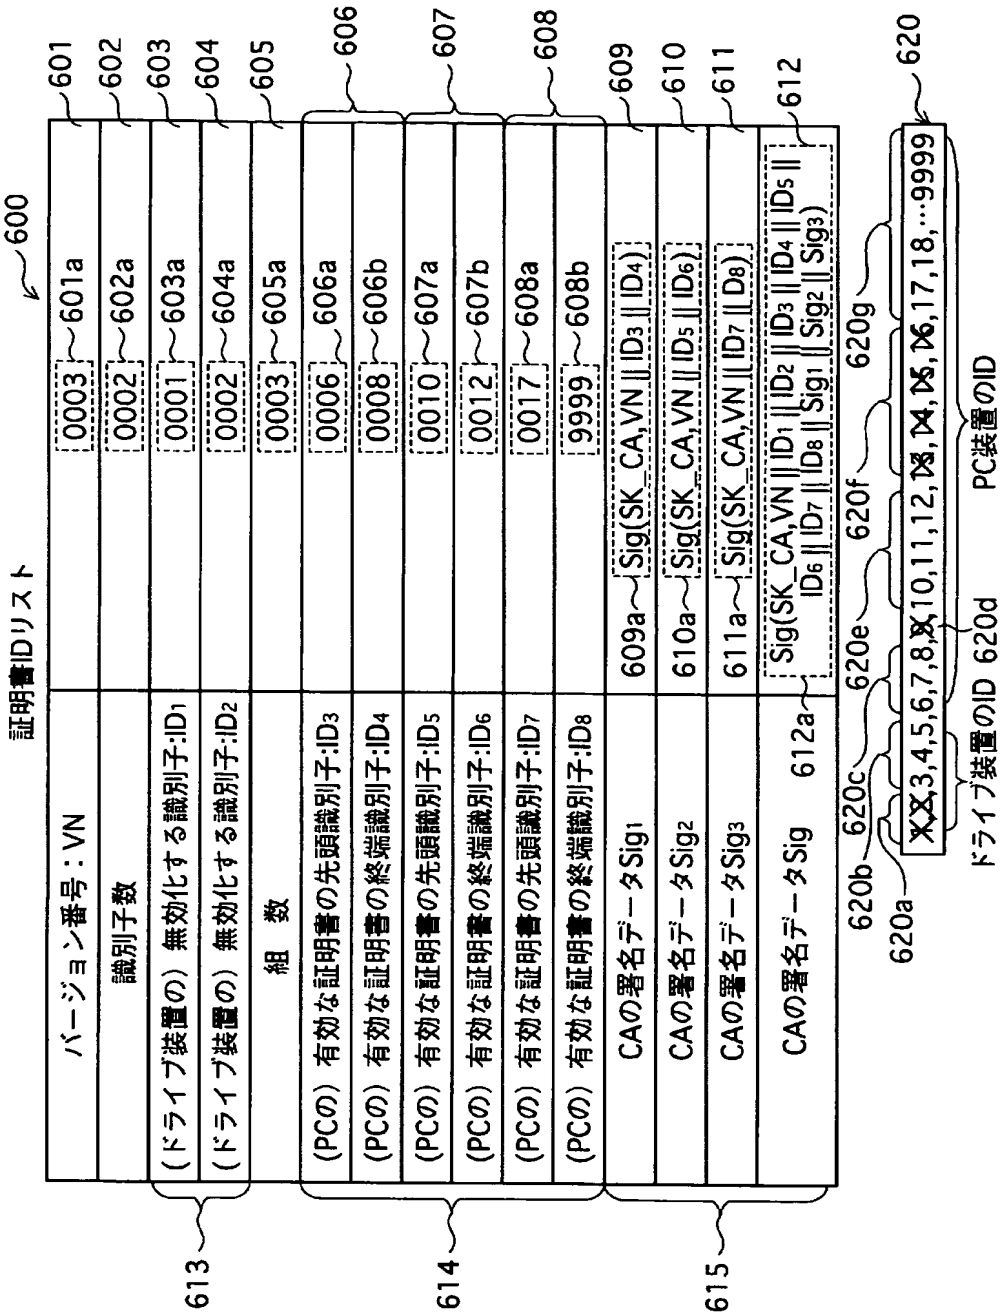 証明書IDリスト
600
バージョン番号：VN 0003 601a 601
識別子数 0002 602a 602
(ドライブ装置の) 無効化する識別子:ID1 0001 603a 603
(ドライブ装置の) 無効化する識別子:ID2 0002 604a 604
組 数 0003 605a 605
(PCの) 有効な証明書の先頭識別子:ID3 0006 606a 606
(PCの) 有効な証明書の終端識別子:ID4 0008 606b
(PCの) 有効な証明書の先頭識別子:ID5 0010 607a 607
(PCの) 有効な証明書の終端識別子:ID6 0012 607b
(PCの) 有効な証明書の先頭識別子:ID7 0017 608a 608
(PCの) 有効な証明書の終端識別子:ID8 9999 608b
CAの署名データSig1 609a Sig(SK_CA,VN || ID3 || ID4) 609
CAの署名データSig2 610a Sig(SK_CA,VN || ID5 || ID6) 610
CAの署名データSig3 611a Sig(SK_CA,VN || ID7 || D8) 611
CAの署名データSig 612a Sig(SK_CA,VN || ID1 || ID2 || ID3 || ID4 || ID5 || 612
ID6 || ID7 || ID8 || Sig1 || Sig2 || Sig3)
613
614
615
620a 620b 620c 620e 620f 620g
1,2,3,4,5,6,7,8,9,10,11,12,13,14,15,16,17,18,…9999 620
ドライブ装置のID 620d PC装置のID